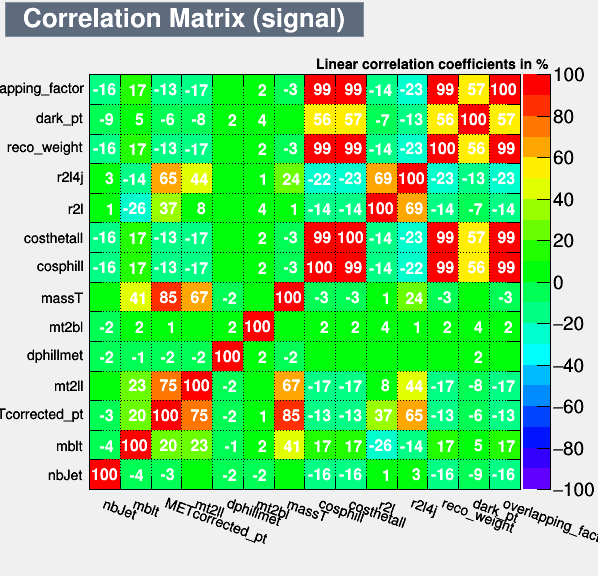 Correlation Matrix (signal)
Linear correlation coefficients in %
apping_factor -16 17 -13 -17 2 -3 99 99 -14 -23 99 57 100
dark_pt -9 5 -6 -8 2 4 56 57 -7 -13 56 100 57
reco_weight -16 17 -13 -17 2 -3 99 99 -14 -23 100 56 99
r2l4j 3 -14 65 44 1 24 -22 -23 69 100 -23 -13 -23
r2l 1 -26 37 8 4 1 -14 -14 100 69 -14 -7 -14
costhetall -16 17 -13 -17 2 -3 99 100 -14 -23 99 57 99
cosphill -16 17 -13 -17 2 -3 100 99 -14 -22 99 56 99
massT 41 85 67 -2 100 -3 -3 1 24 -3 -3
mt2bl -2 2 1 2 100 2 2 4 1 2 4 2
dphillmet -2 -1 -2 -2 100 2 -2 2
mt2ll 23 75 100 -2 67 -17 -17 8 44 -17 -8 -17
Tcorrected_pt -3 20 100 75 -2 1 85 -13 -13 37 65 -13 -6 -13
mblt -4 100 20 23 -1 2 41 17 17 -26 -14 17 5 17
nbJet 100 -4 -3 -2 -2 -16 -16 1 3 -16 -9 -16
nbJet mblt METcorrected_pt mt2ll dphillmet mt2bl massT cosphill costhetall r2l r2l4j reco_weight dark_pt overlapping_fac
100
80
60
40
20
0
−20
−40
−60
−80
−100